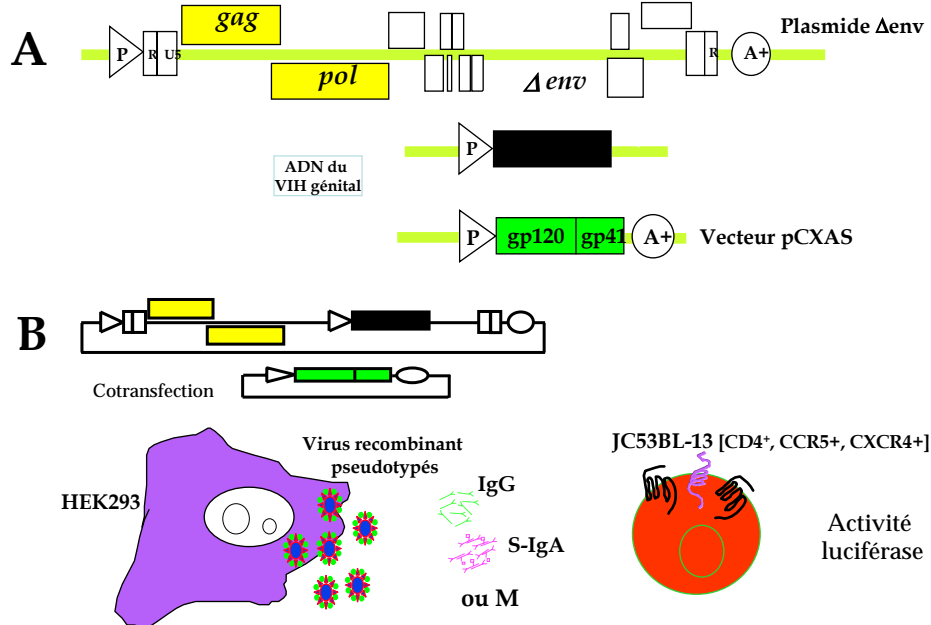 A
gag
Plasmide Δenv
P
R
U5
R
A+
pol
Δ env
P
ADN du
VIH génital
P
gp120
gp41
A+
Vecteur pCXAS
B
Cotransfection
JC53BL-13 [CD4⁺, CCR5+, CXCR4+]
Virus recombinant
pseudotypés
HEK293
IgG
S-IgA
ou M
Activité
luciférase